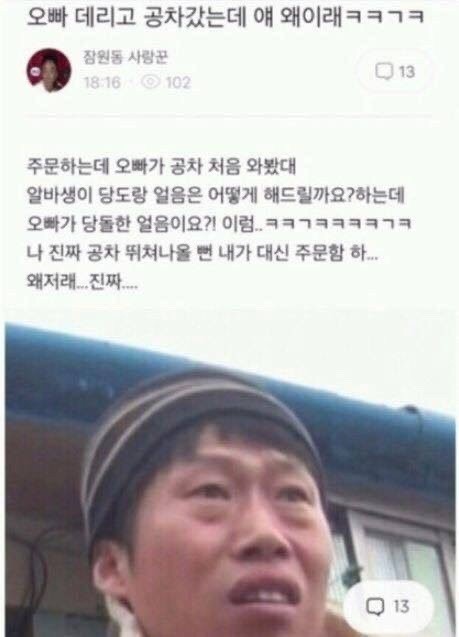 오빠 데리고 공차갔는데 얘 왜이래ㅋㅋㄱㅋ
잠원동 사랑꾼
18:16 · 102
13
주문하는데 오빠가 공차 처음 와봤대
알바생이 당도랑 얼음은 어떻게 해드릴까요?하는데
오빠가 당돌한 얼음이요?! 이럼..ㅋㅋㄱㅋㅋㅋㅋㄱㅋ
나 진짜 공차 뛰쳐나올 뻔 내가 대신 주문함 하...
왜저래...진짜....
13